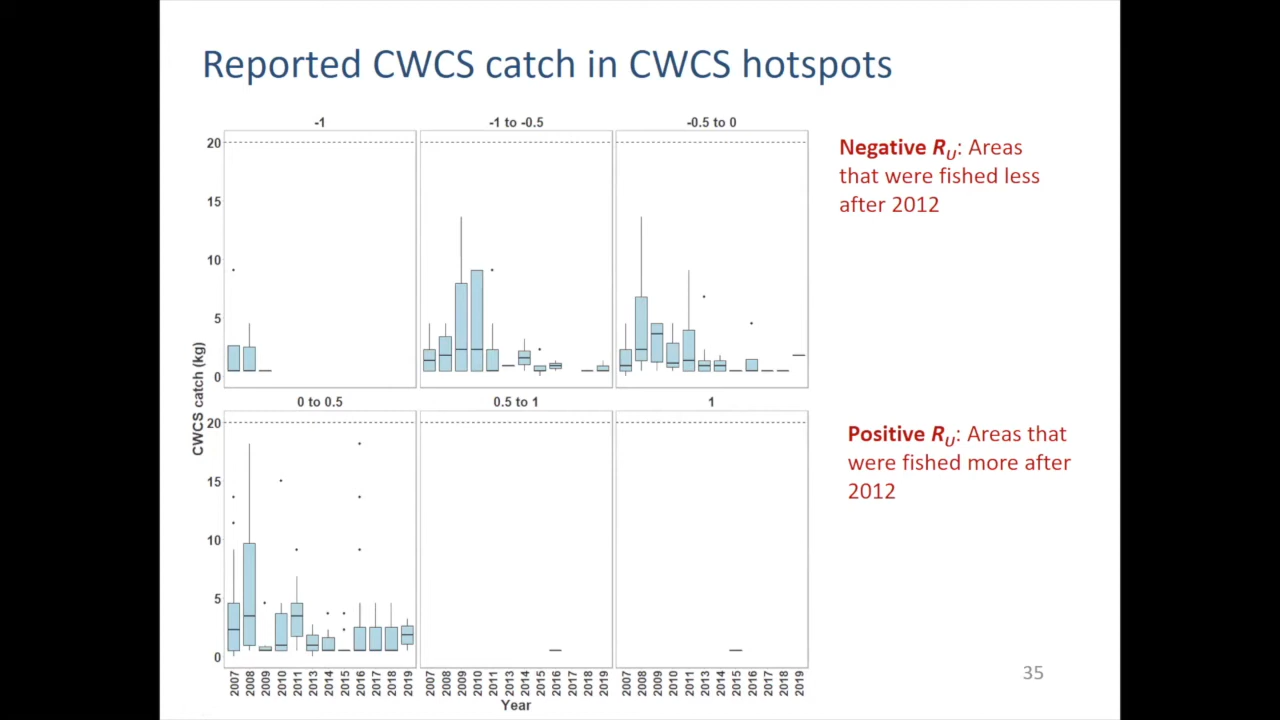 Reported CWCS catch in CWCS hotspots
-1
-1 to -0.5
-0.5 to 0
20
15
10
5
0
Negative RU: Areas
that were fished less
after 2012
CWCS catch (kg)
0 to 0.5
0.5 to 1
1
20
15
10
5
0
Positive RU: Areas that
were fished more after
2012
2007 2008 2009 2010 2011 2013 2014 2015 2016 2017 2018 2019
2007 2008 2009 2010 2011 2013 2014 2015 2016 2017 2018 2019
2007 2008 2009 2010 2011 2013 2014 2015 2016 2017 2018 2019
Year
35